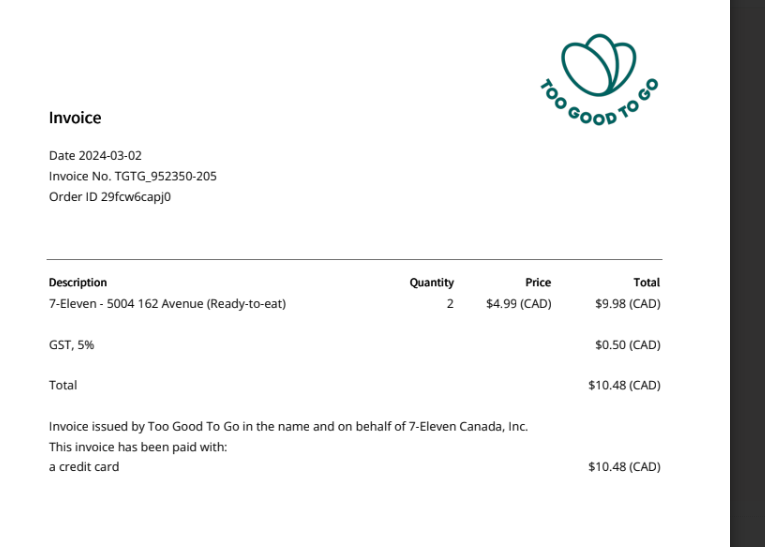 TOO GOOD TO GO
Invoice
Date 2024-03-02
Invoice No. TGTG_952350-205
Order ID 29fcw6capj0
Description Quantity Price Total
7-Eleven - 5004 162 Avenue (Ready-to-eat) 2 $4.99 (CAD) $9.98 (CAD)
GST, 5% $0.50 (CAD)
Total $10.48 (CAD)
Invoice issued by Too Good To Go in the name and on behalf of 7-Eleven Canada, Inc.
This invoice has been paid with:
a credit card $10.48 (CAD)